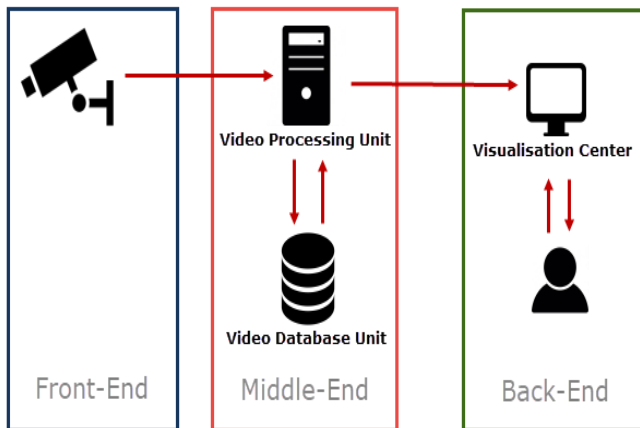 Video Processing Unit
Visualisation Center
Video Database Unit
Front-End
Middle-End
Back-End